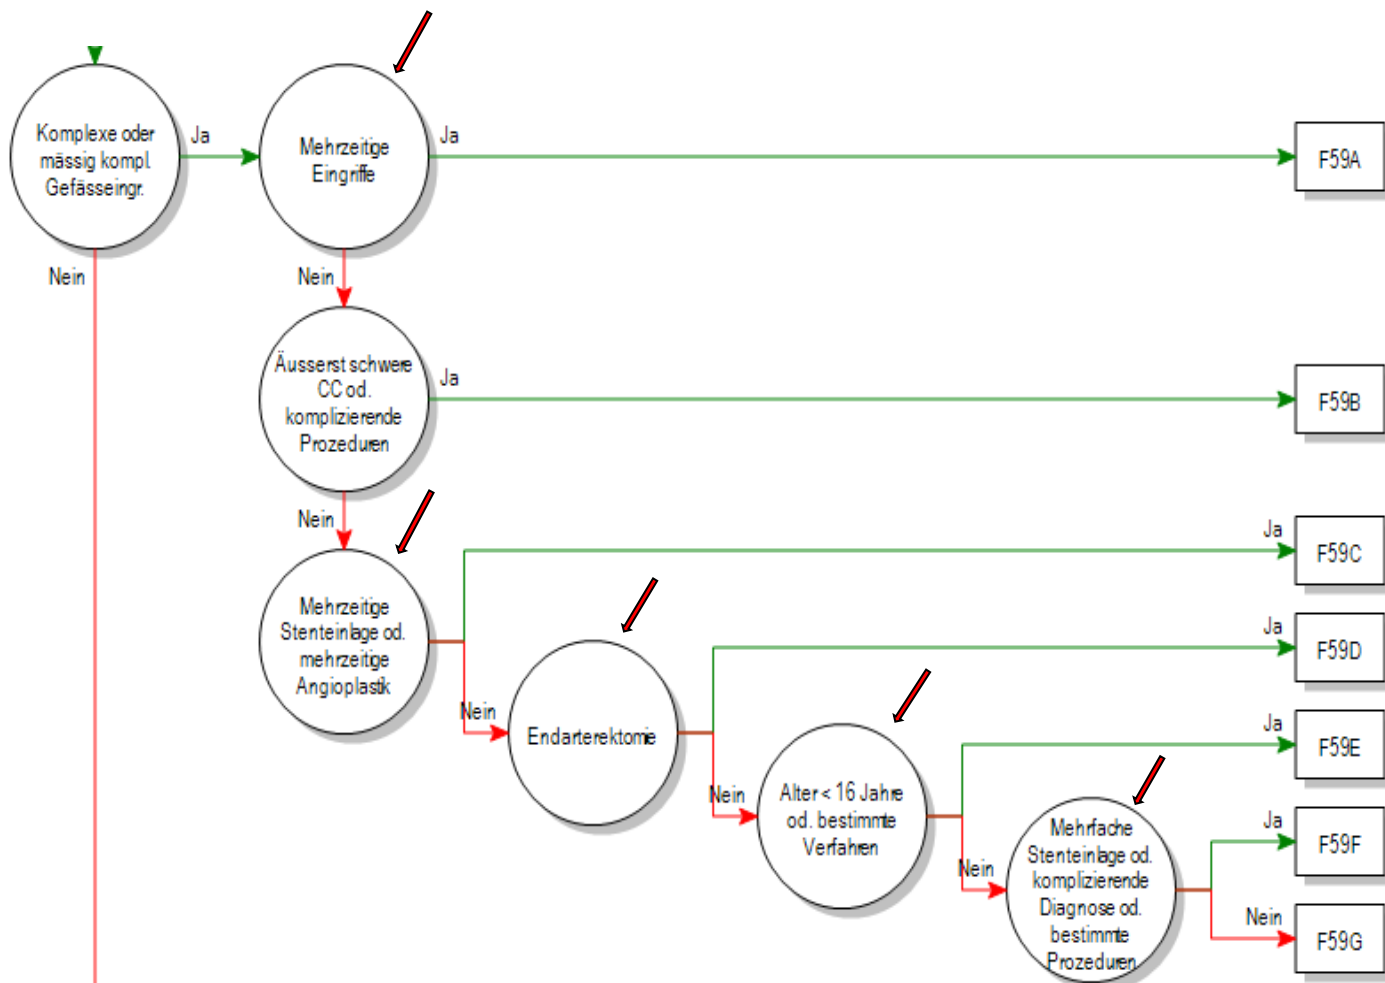 Komplexe oder
mässig kompl.
Gefässeingr.
Ja
Nein
Mehrzeitige
Eingriffe
Ja
F59A
Nein
Äusserst schwere
CC od.
komplizierende
Prozeduren
Ja
F59B
Nein
Mehrzeitige
Stenteinlage od.
mehrzeitige
Angioplastik
Ja
F59C
Nein
Endarterektomie
Ja
F59D
Nein
Alter < 16 Jahre
od. bestimmte
Verfahren
Ja
F59E
Nein
Mehrfache
Stenteinlage od.
komplizierende
Diagnose od.
bestimmte
Prozeduren
Ja
F59F
Nein
F59G